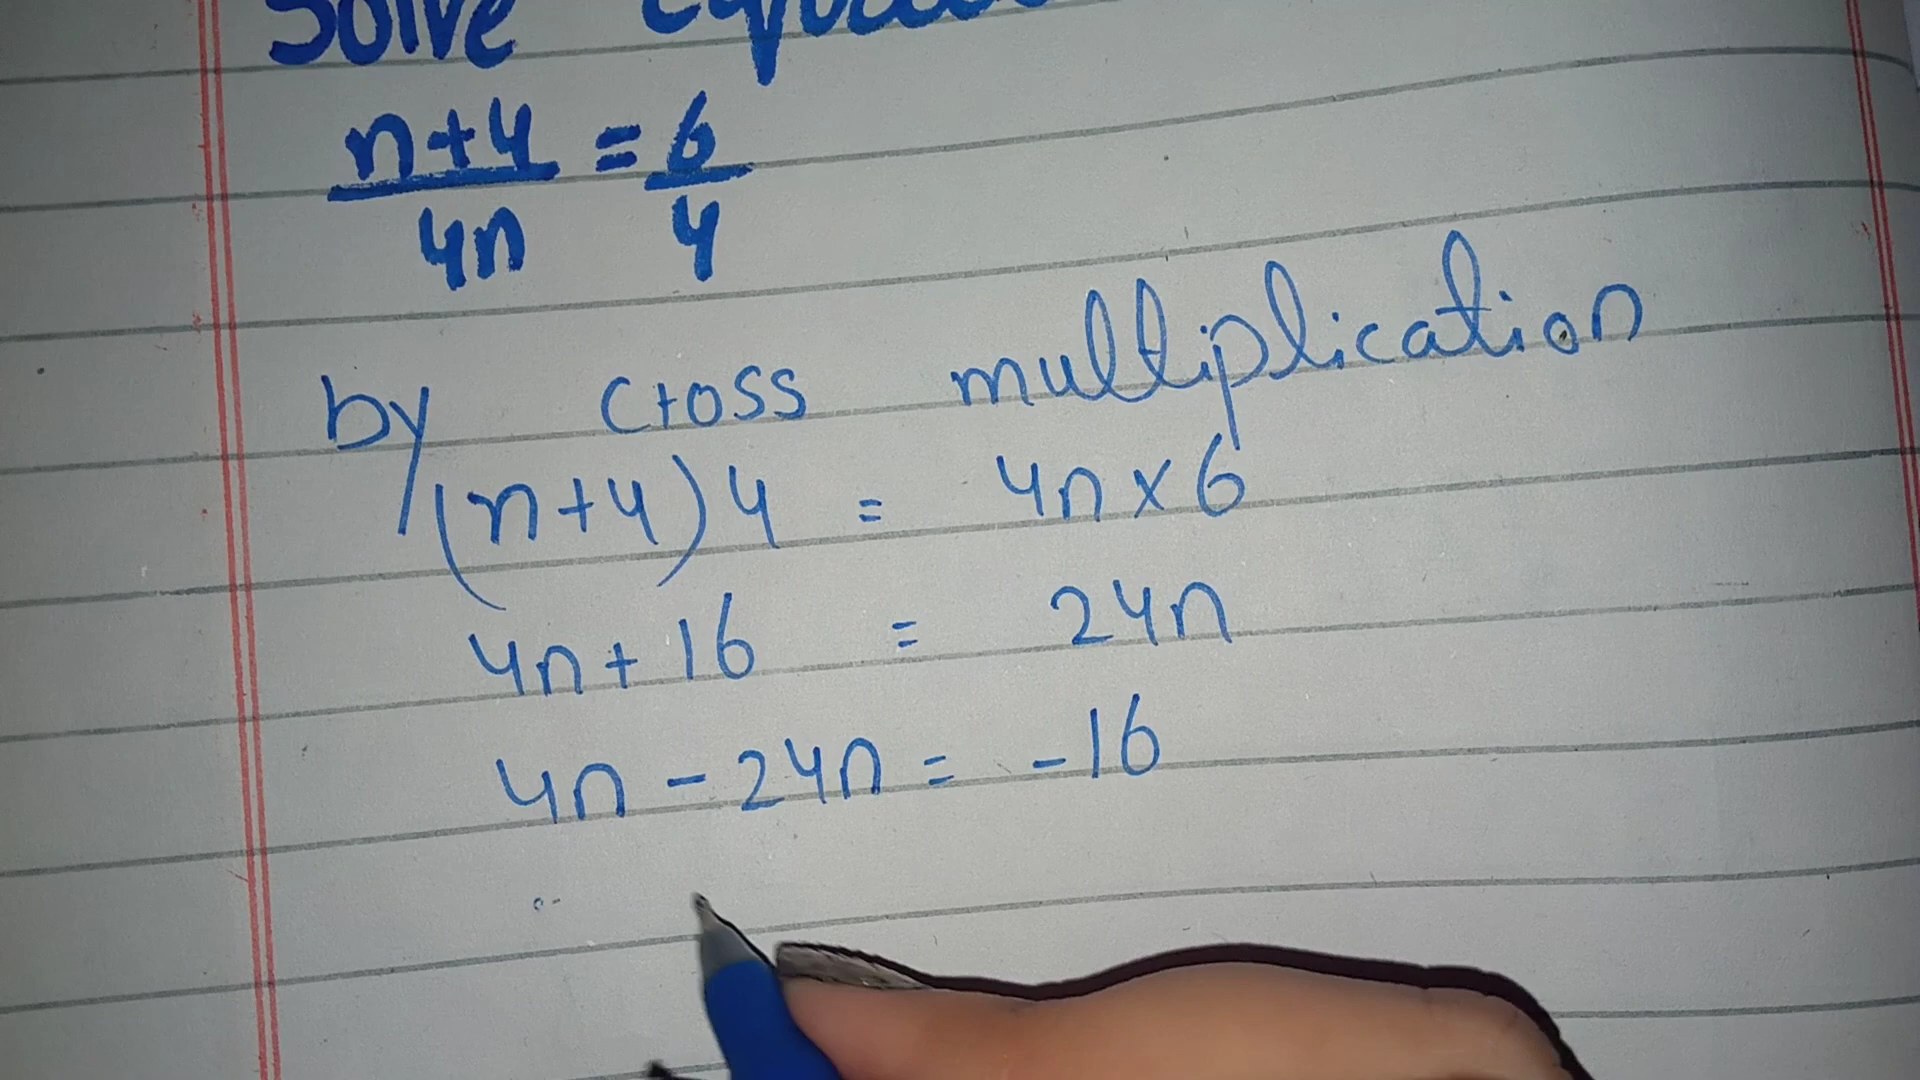 Solve
n+4/4n = 6/4
by cross multiplication
(n+4)4 = 4n×6
4n+16 = 24n
4n-24n = -16